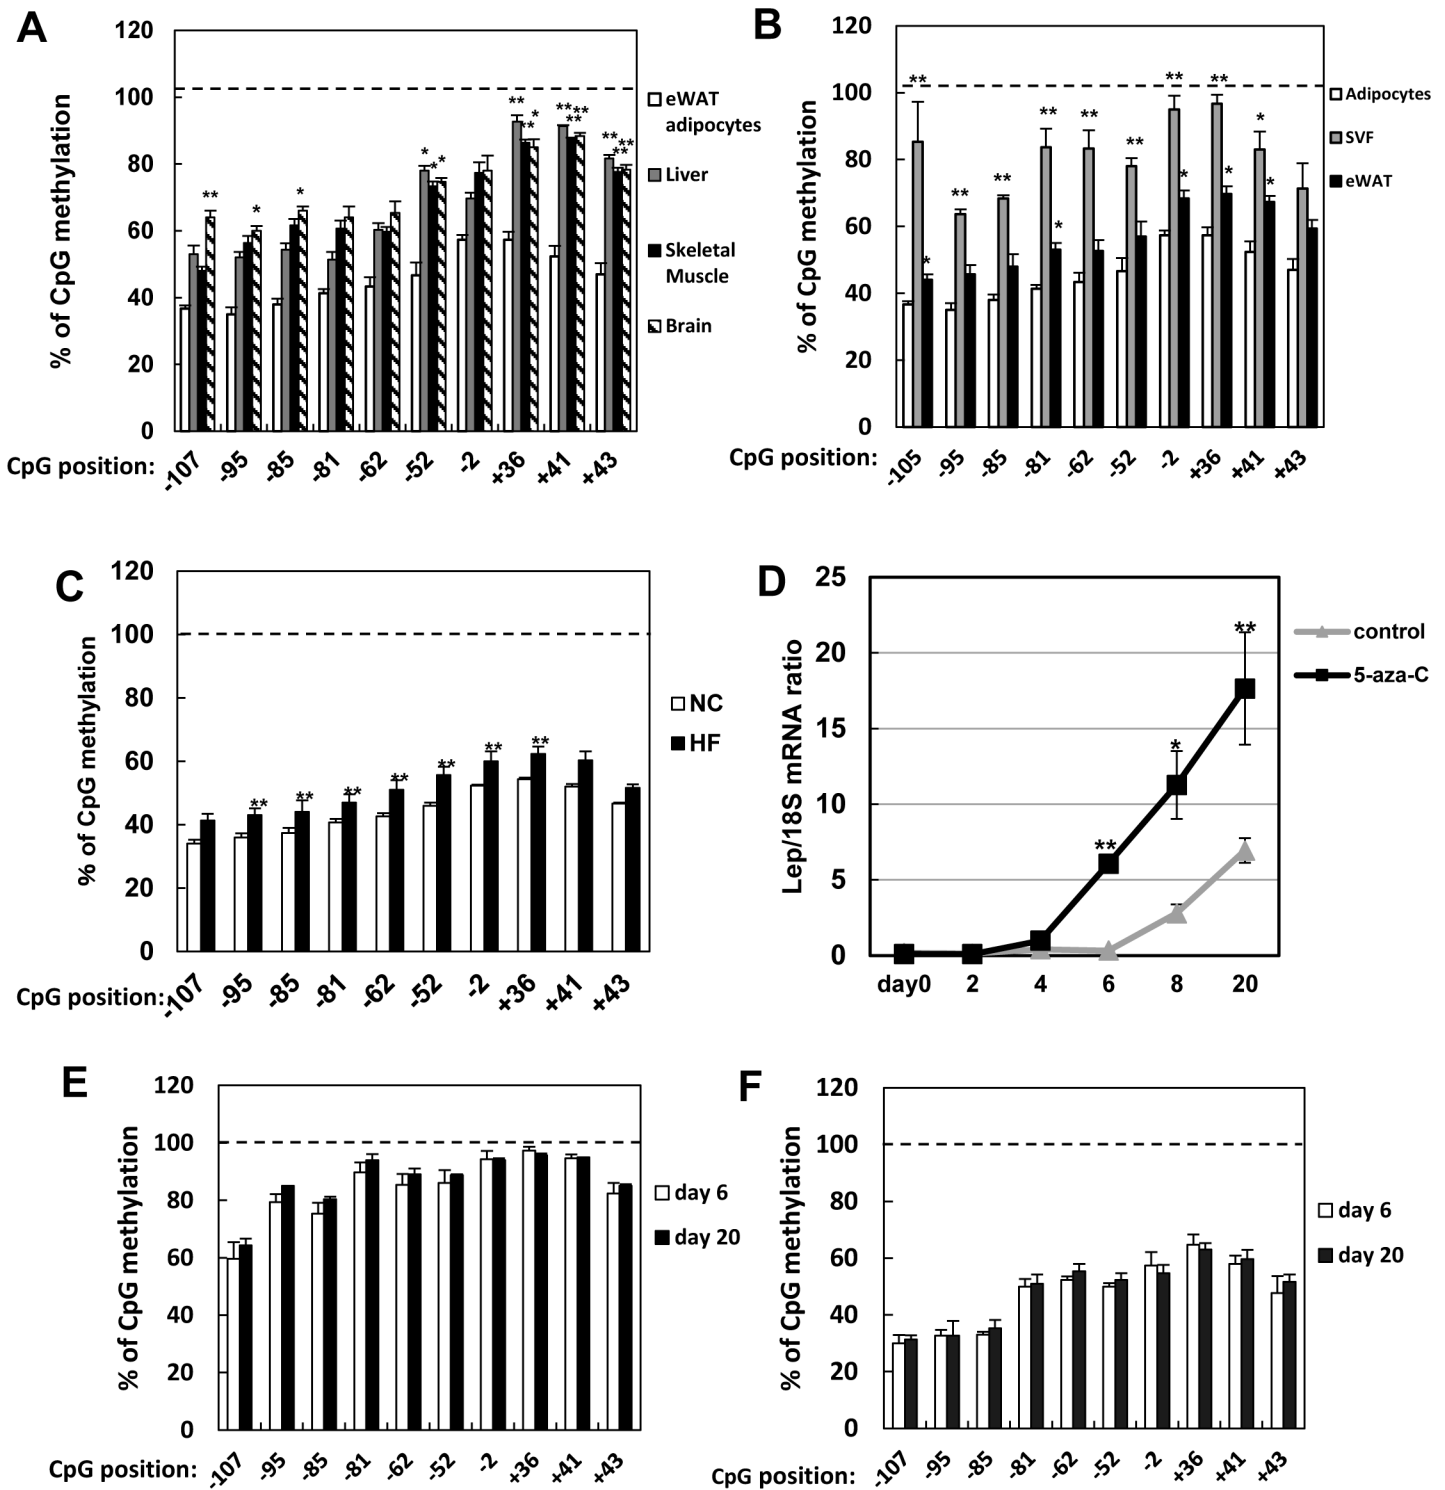 A
120
100
80
60
40
20
0
% of CpG methylation
** * * * * * ** ** * ** ** ** ** ** **
eWAT
adipocytes
Liver
Skeletal
Muscle
Brain
CpG position: -107 -95 -85 -81 -62 -52 -2 +36 +41 +43
B
120
100
80
60
40
20
0
% of CpG methylation
** * ** ** ** * ** ** ** * ** * * *
Adipocytes
SVF
eWAT
CpG position: -105 -95 -85 -81 -62 -52 -2 +36 +41 +43
C
120
100
80
60
40
20
0
% of CpG methylation
** ** ** ** ** ** **
NC
HF
CpG position: -107 -95 -85 -81 -62 -52 -2 +36 +41 +43
D
25
20
15
10
5
0
Lep/18S mRNA ratio
** * **
control
5-aza-C
day0 2 4 6 8 20
E
120
100
80
60
40
20
0
% of CpG methylation
day 6
day 20
CpG position: -107 -95 -85 -81 -62 -52 -2 +36 +41 +43
F
120
100
80
60
40
20
0
% of CpG methylation
day 6
day 20
CpG position: -107 -95 -85 -81 -62 -52 -2 +36 +41 +43